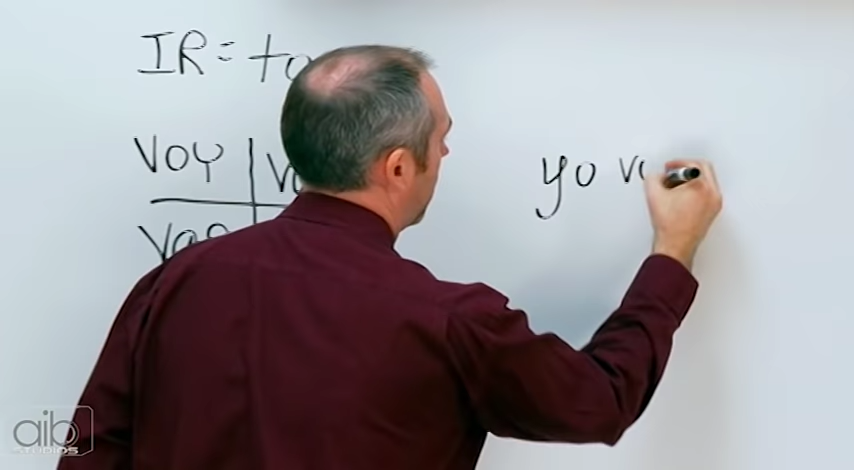 IR = to
VOY
yo
vas
aib
STUDIOS